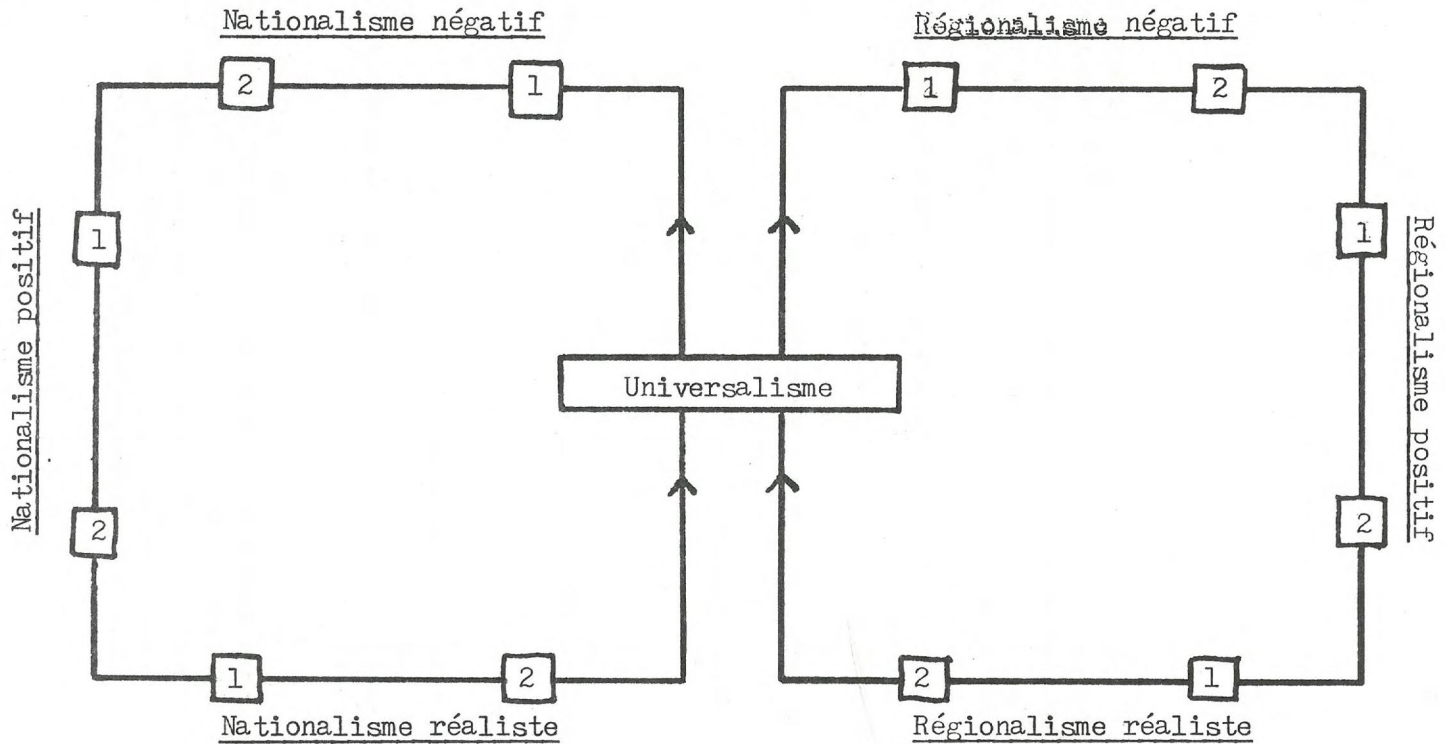 Nationalisme négatif
Régionalisme négatif
2
1
1
2
Nationalisme positif
1
1
Régionalisme positif
Universalisme
2
2
1
2
2
1
Nationalisme réaliste
Régionalisme réaliste